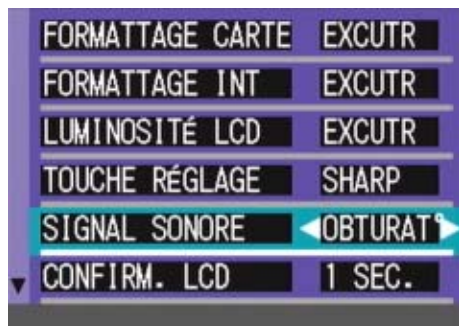 FORMATTAGE CARTE EXCUTR
FORMATTAGE INT EXCUTR
LUMINOSITÉ LCD EXCUTR
TOUCHE RÉGLAGE SHARP
SIGNAL SONORE OBTURAT°
CONFIRM. LCD 1 SEC.